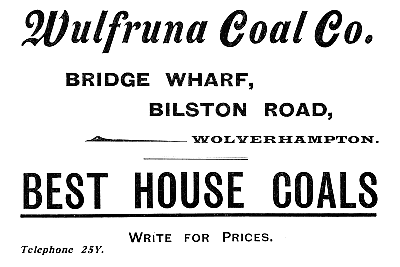 Wulfruna Coal Co.
BRIDGE WHARF,
BILSTON ROAD,
WOLVERHAMPTON.
BEST HOUSE COALS
WRITE FOR PRICES.
Telephone 25Y.